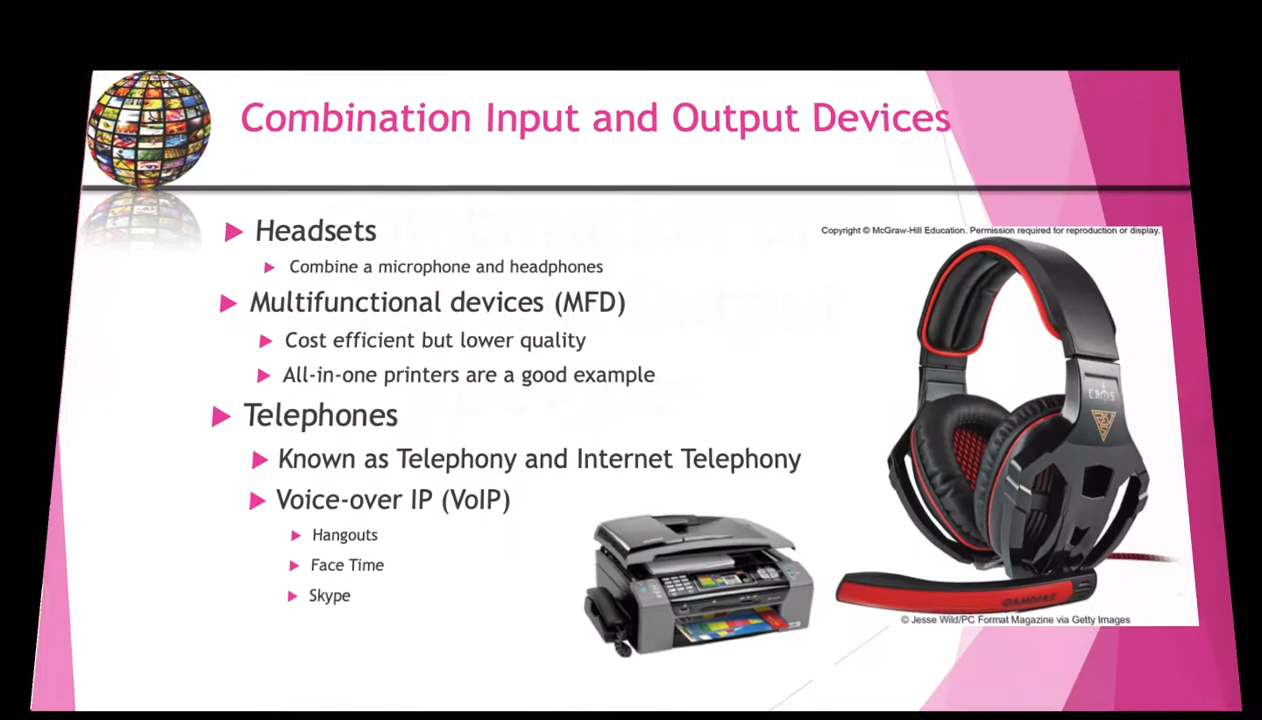 Combination Input and Output Devices
Headsets
Combine a microphone and headphones
Multifunctional devices (MFD)
Cost efficient but lower quality
All-in-one printers are a good example
Telephones
Known as Telephony and Internet Telephony
Voice-over IP (VoIP)
Hangouts
Face Time
Skype
Copyright © McGraw-Hill Education. Permission required for reproduction or display.
GAMDIAS
© Jesse Wild/PC Format Magazine via Getty Images